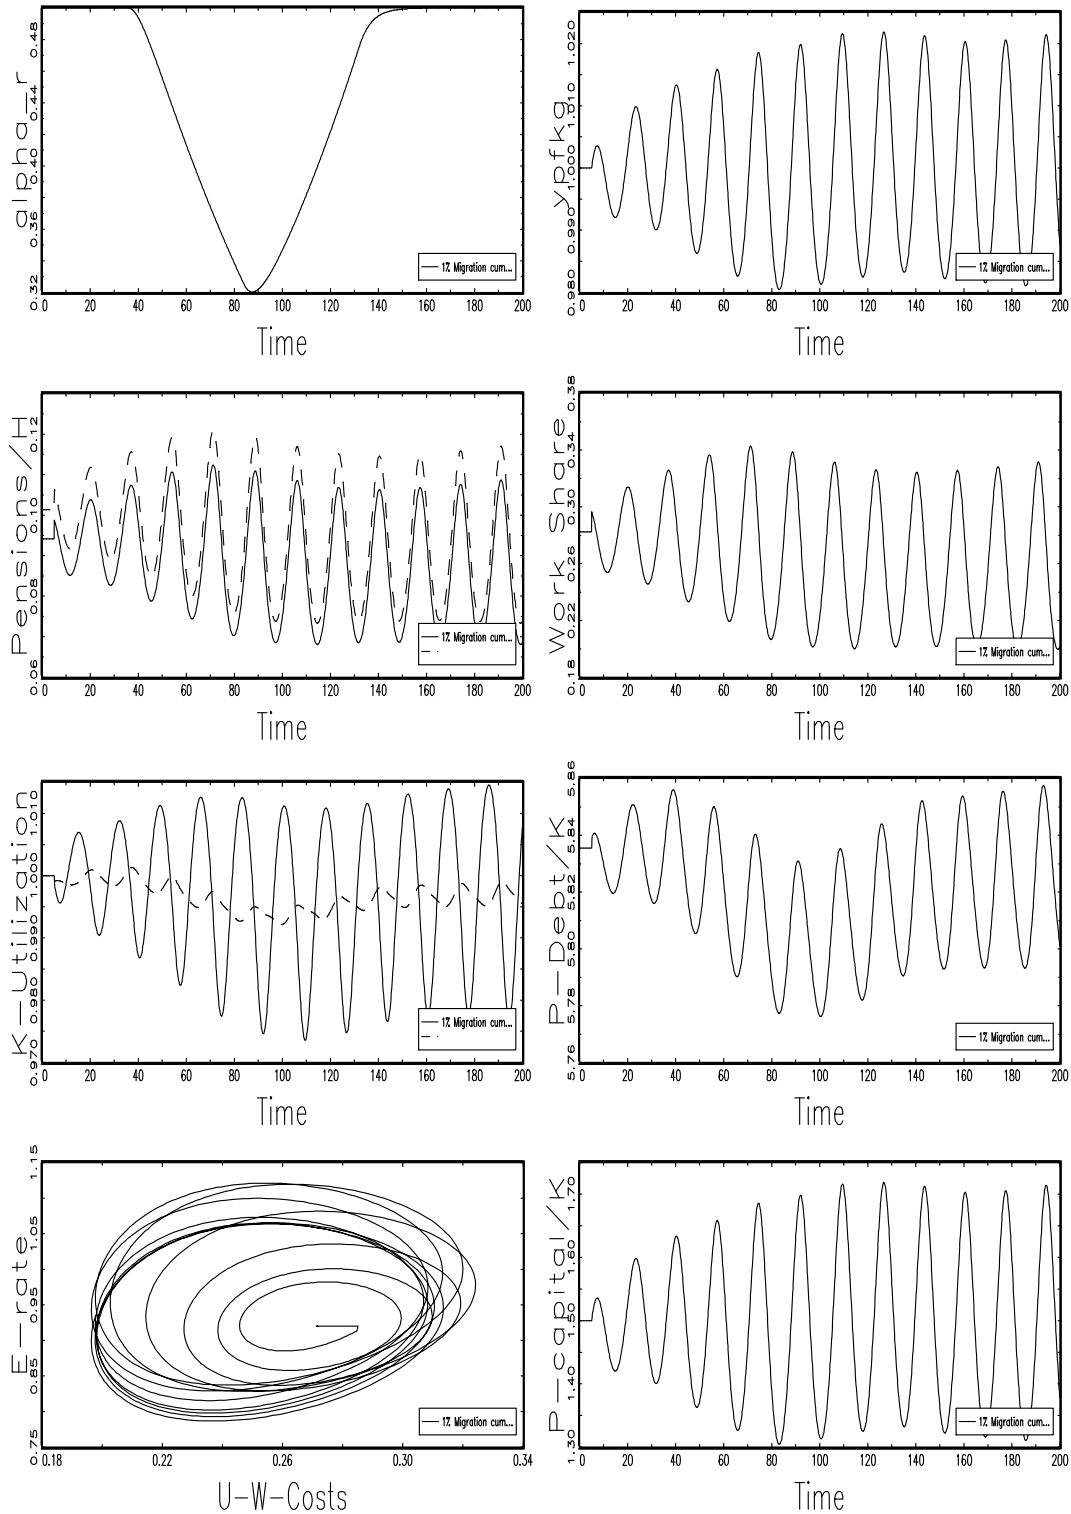 alpha_r
0.32 0.36 0.40 0.44 0.48
0 20 40 60 80 100 120 140 160 180 200
Time
1% Migration cum...
ypfkg
0.980 0.990 1.000 1.010 1.020
0 20 40 60 80 100 120 140 160 180 200
Time
1% Migration cum...
Pensions/H
0.06 0.08 0.10 0.12
0 20 40 60 80 100 120 140 160 180 200
Time
1% Migration cum...
Work Share
0.18 0.22 0.26 0.30 0.34 0.38
0 20 40 60 80 100 120 140 160 180 200
Time
1% Migration cum...
K-Utilization
0.970 0.980 0.990 1.000 1.010
0 20 40 60 80 100 120 140 160 180 200
Time
1% Migration cum...
P-Debt/K
5.76 5.78 5.80 5.82 5.84 5.86
0 20 40 60 80 100 120 140 160 180 200
Time
1% Migration cum...
E-rate
0.75 0.85 0.95 1.05 1.15
0.18 0.22 0.26 0.30 0.34
U-W-Costs
1% Migration cum...
P-capital/K
1.30 1.40 1.50 1.60 1.70
0 20 40 60 80 100 120 140 160 180 200
Time
1% Migration cum...